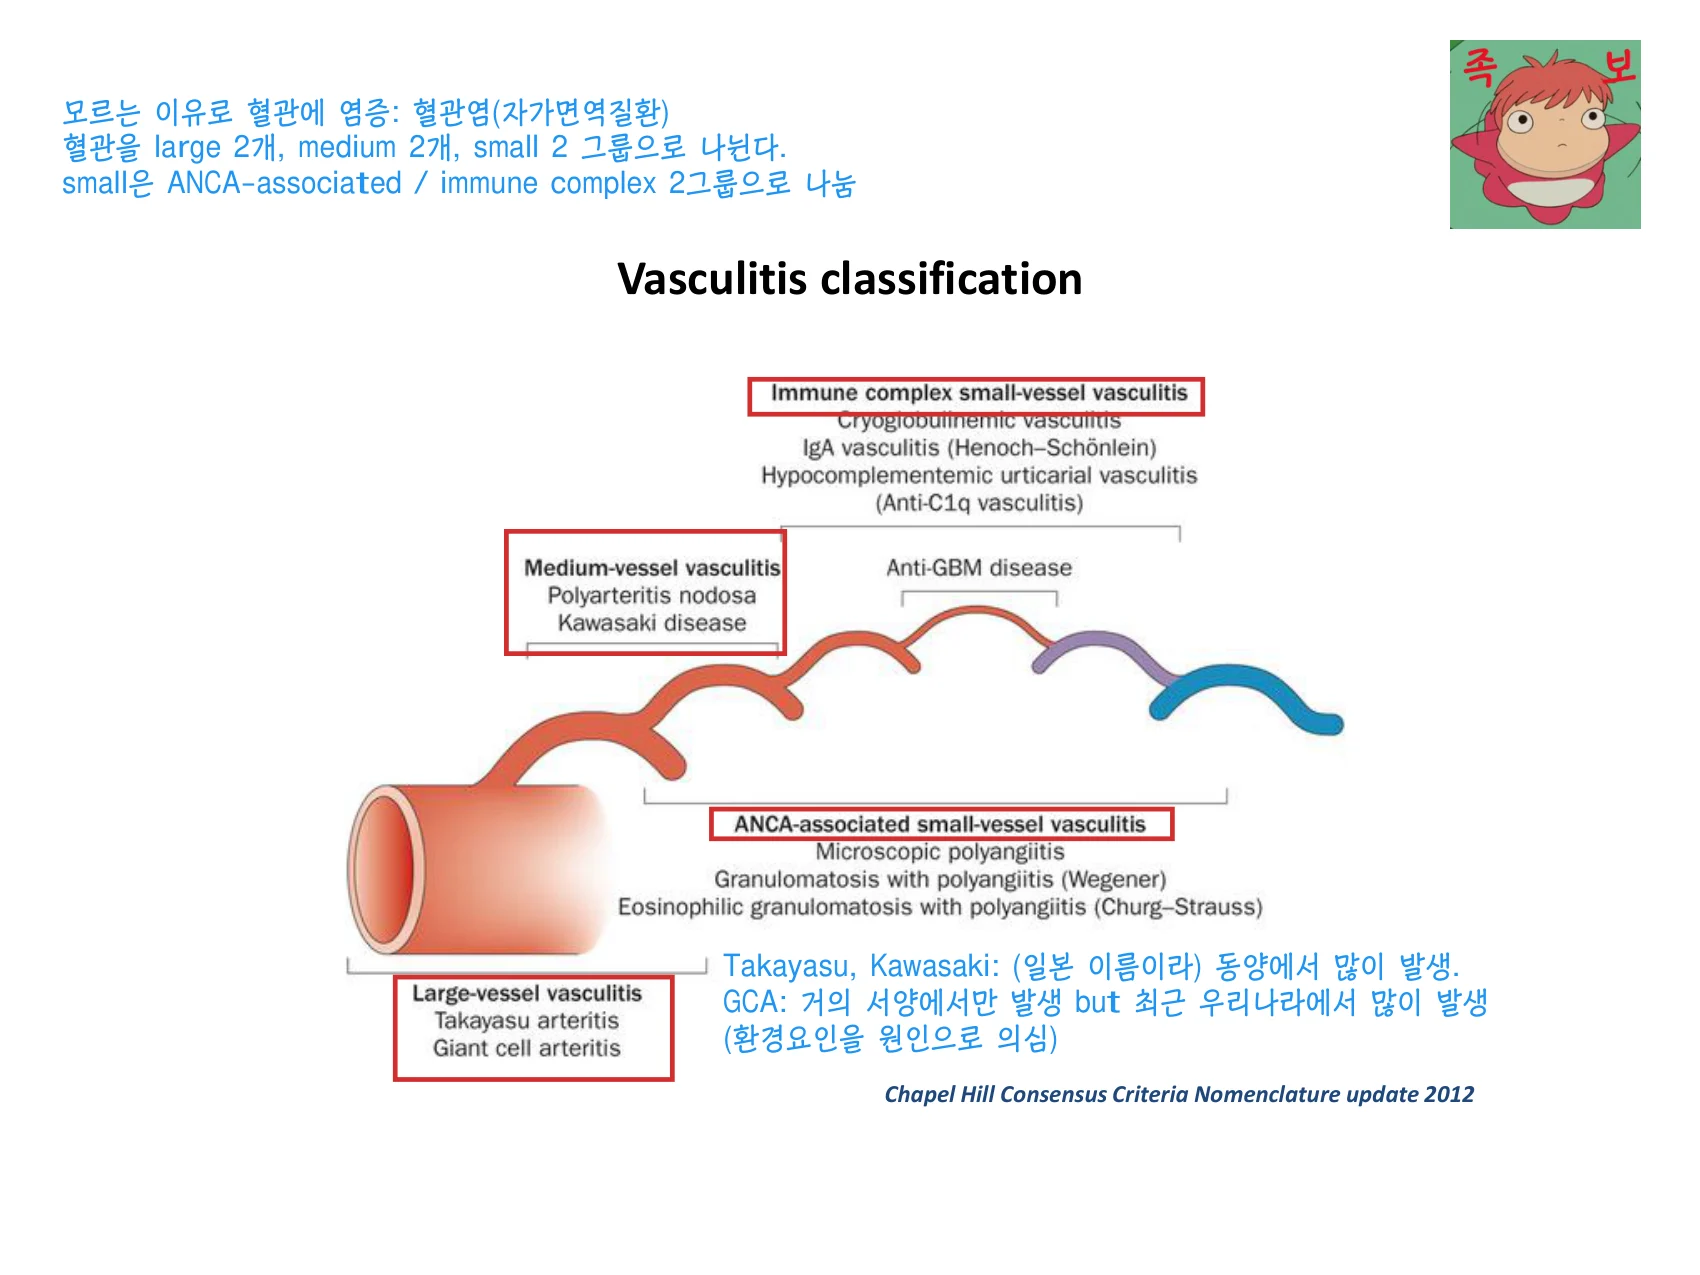 족 보
모르는 이유로 혈관에 염증: 혈관염(자가면역질환)
혈관을 large 2개, medium 2개, small 2 그룹으로 나뉜다.
small은 ANCA-associated / immune complex 2그룹으로 나눔
Vasculitis classification
Immune complex small-vessel vasculitis
Cryoglobulinemic vasculitis
IgA vasculitis (Henoch–Schönlein)
Hypocomplementemic urticarial vasculitis
(Anti-C1q vasculitis)
Medium-vessel vasculitis
Polyarteritis nodosa
Kawasaki disease
Anti-GBM disease
ANCA-associated small-vessel vasculitis
Microscopic polyangiitis
Granulomatosis with polyangiitis (Wegener)
Eosinophilic granulomatosis with polyangiitis (Churg–Strauss)
Large-vessel vasculitis
Takayasu arteritis
Giant cell arteritis
Takayasu, Kawasaki: (일본 이름이라) 동양에서 많이 발생.
GCA: 거의 서양에서만 발생 but 최근 우리나라에서 많이 발생
(환경요인을 원인으로 의심)
Chapel Hill Consensus Criteria Nomenclature update 2012